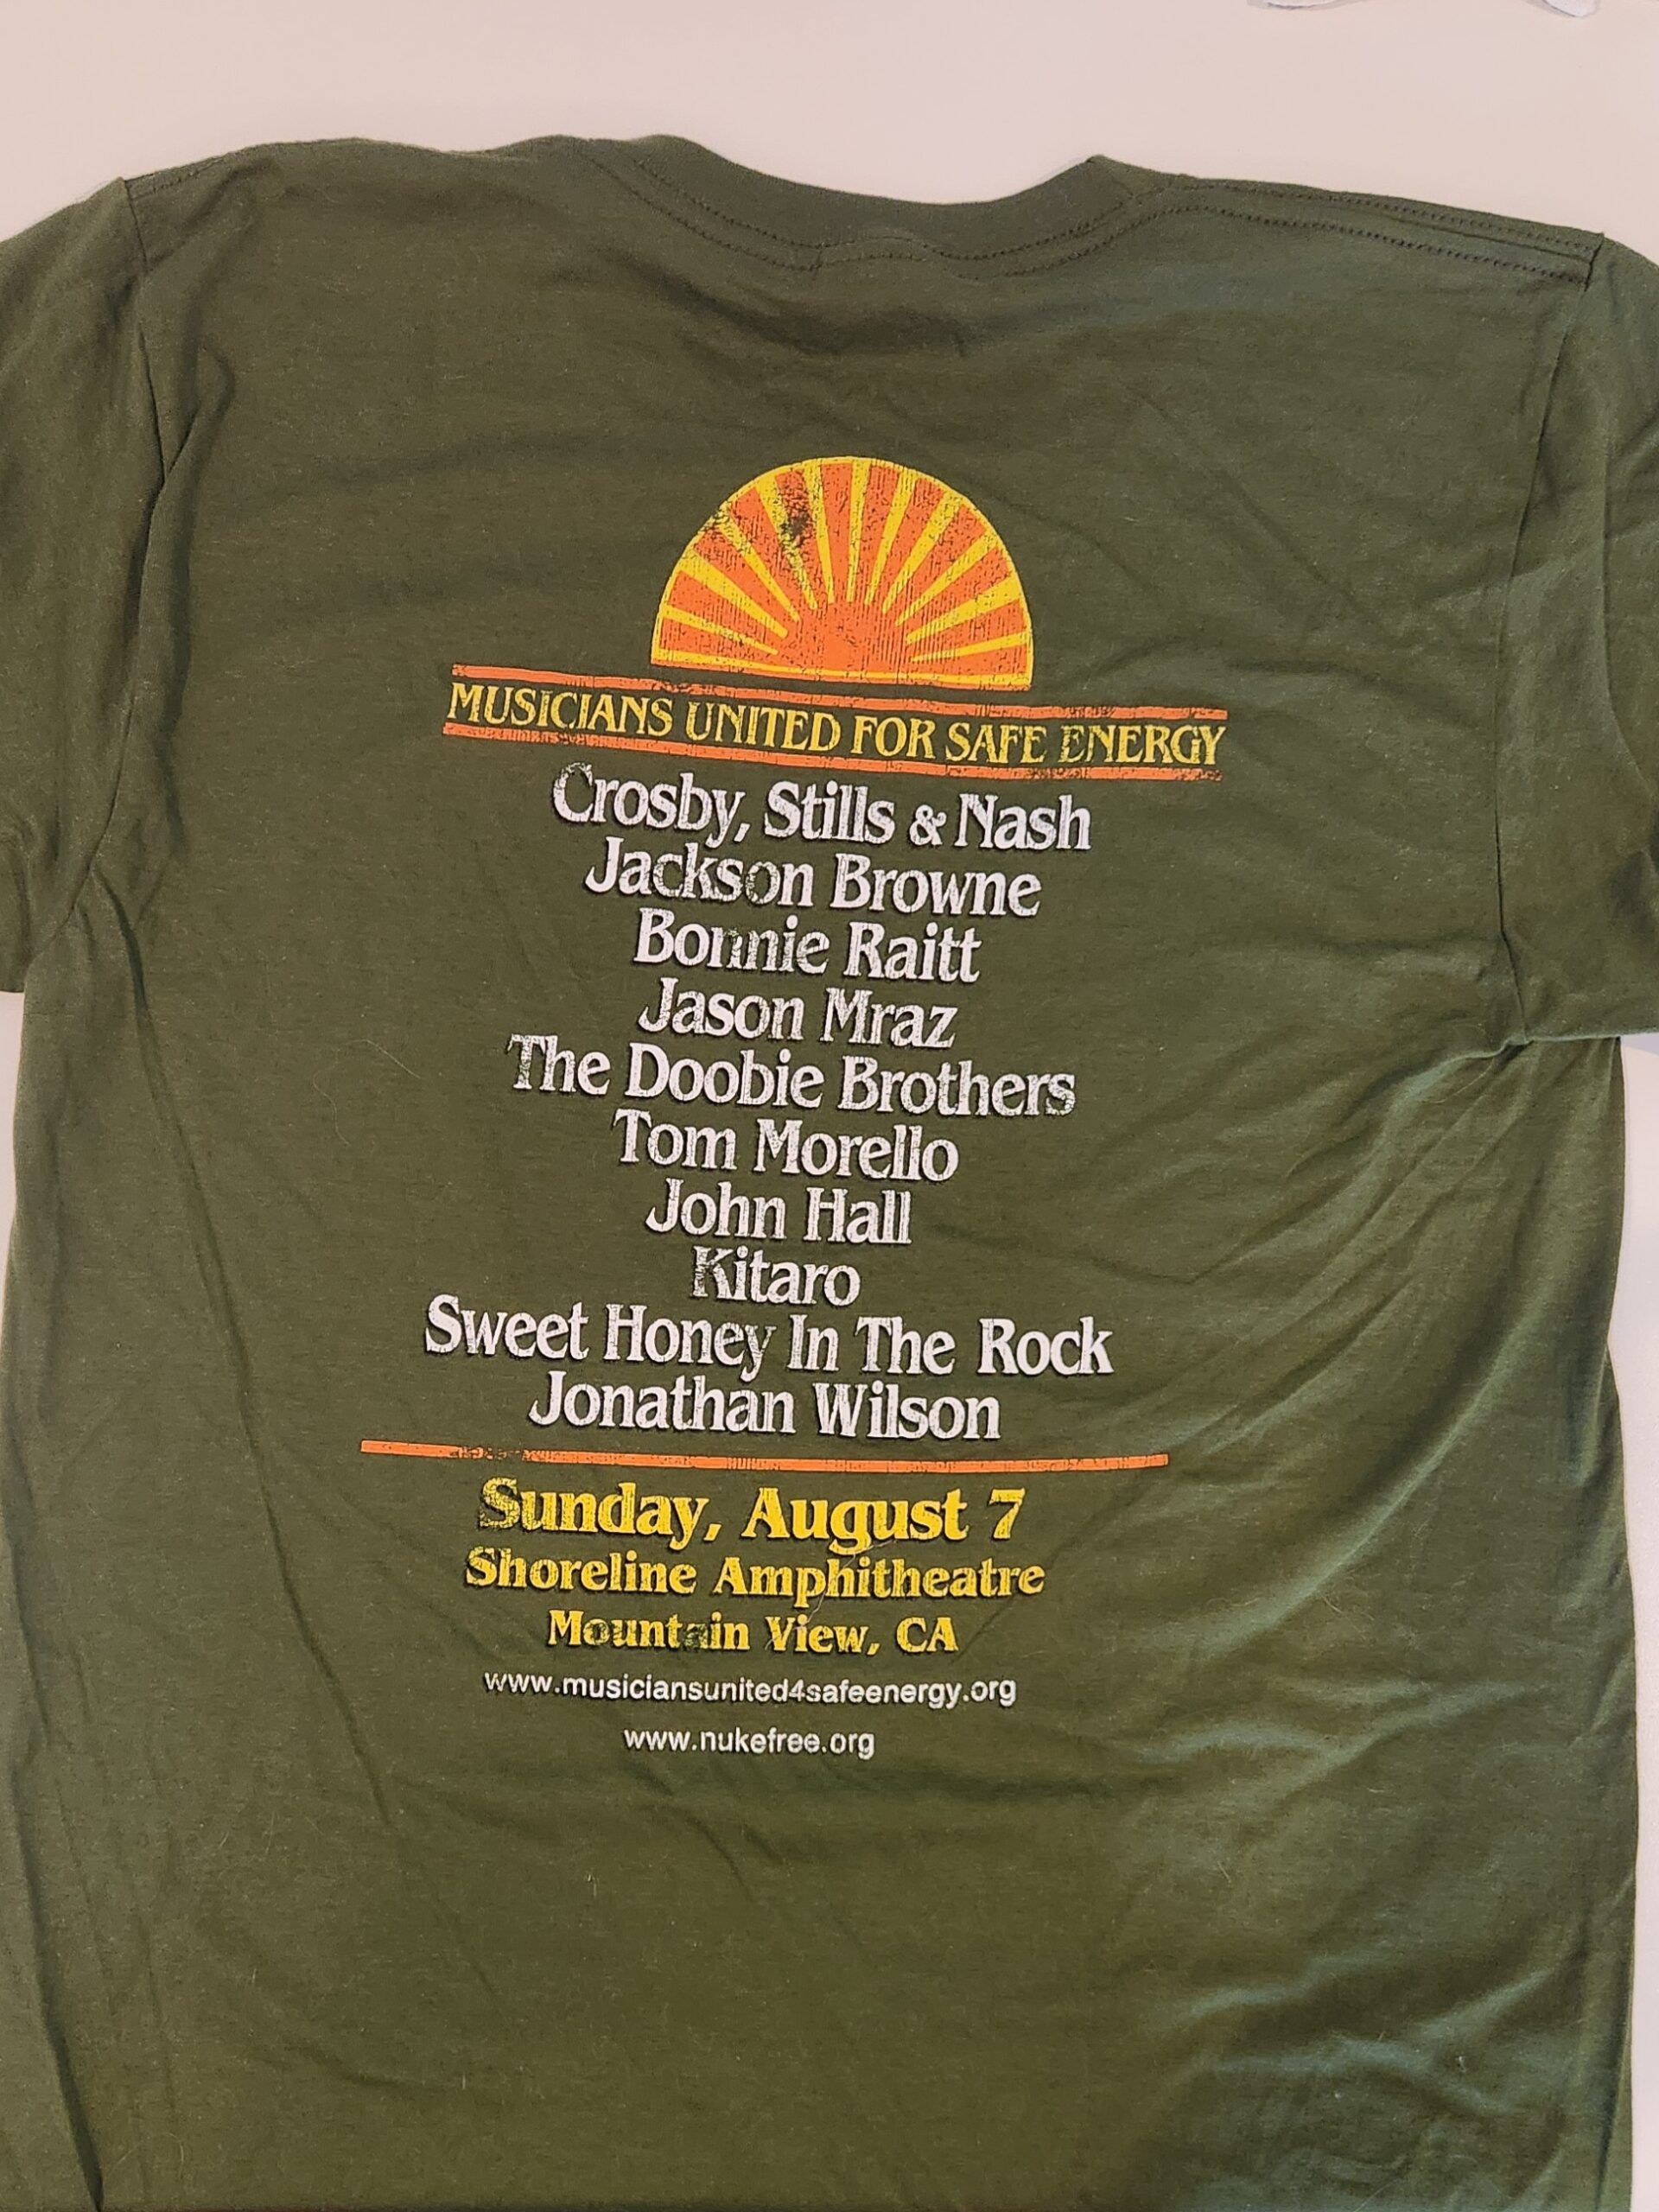 MUSICIANS UNITED FOR SAFE ENERGY
Crosby, Stills & Nash
Jackson Browne
Bonnie Raitt
Jason Mraz
The Doobie Brothers
Tom Morello
John Hall
Kitaro
Sweet Honey In The Rock
Jonathan Wilson
Sunday, August 7
Shoreline Amphitheatre
Mountain View, CA
www.musiciansunited4safeenergy.org
www.nukefree.org